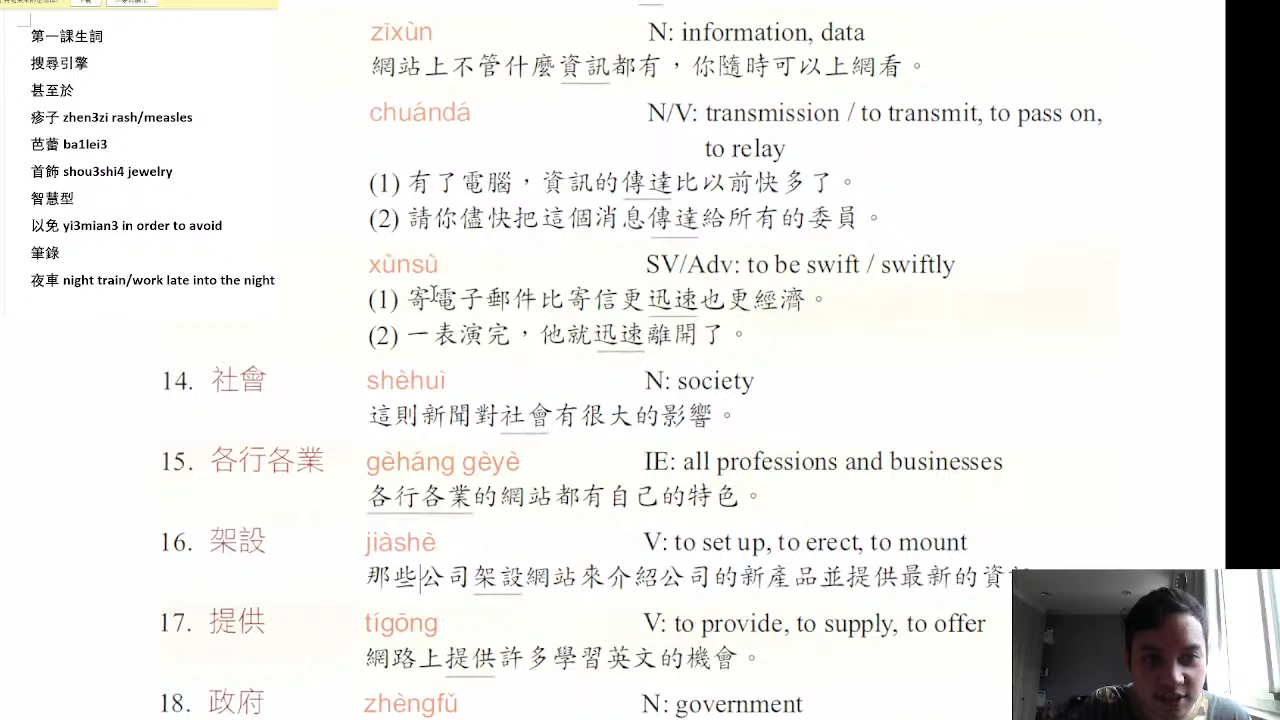 第一課生詞
搜尋引擎
甚至於
疹子 zhen3zi rash/measles
芭蕾 ba1lei3
首飾 shou3shi4 jewelry
智慧型
以免 yi3mian3 in order to avoid
筆錄
夜車 night train/work late into the night
zīxùn N: information, data
網站上不管什麼資訊都有，你隨時可以上網看。
chuándá N/V: transmission / to transmit, to pass on,
to relay
(1) 有了電腦，資訊的傳達比以前快多了。
(2) 請你儘快把這個消息傳達給所有的委員。
xùnsù SV/Adv: to be swift / swiftly
(1) 寄電子郵件比寄信更迅速也更經濟。
(2) 一表演完，他就迅速離開了。
14. 社會 shèhuì N: society
這則新聞對社會有很大的影響。
15. 各行各業 gèháng gèyè IE: all professions and businesses
各行各業的網站都有自己的特色。
16. 架設 jiàshè V: to set up, to erect, to mount
那些公司架設網站來介紹公司的新產品並提供最新的資
17. 提供 tígōng V: to provide, to supply, to offer
網路上提供許多學習英文的機會。
18. 政府 zhèngfǔ N: government